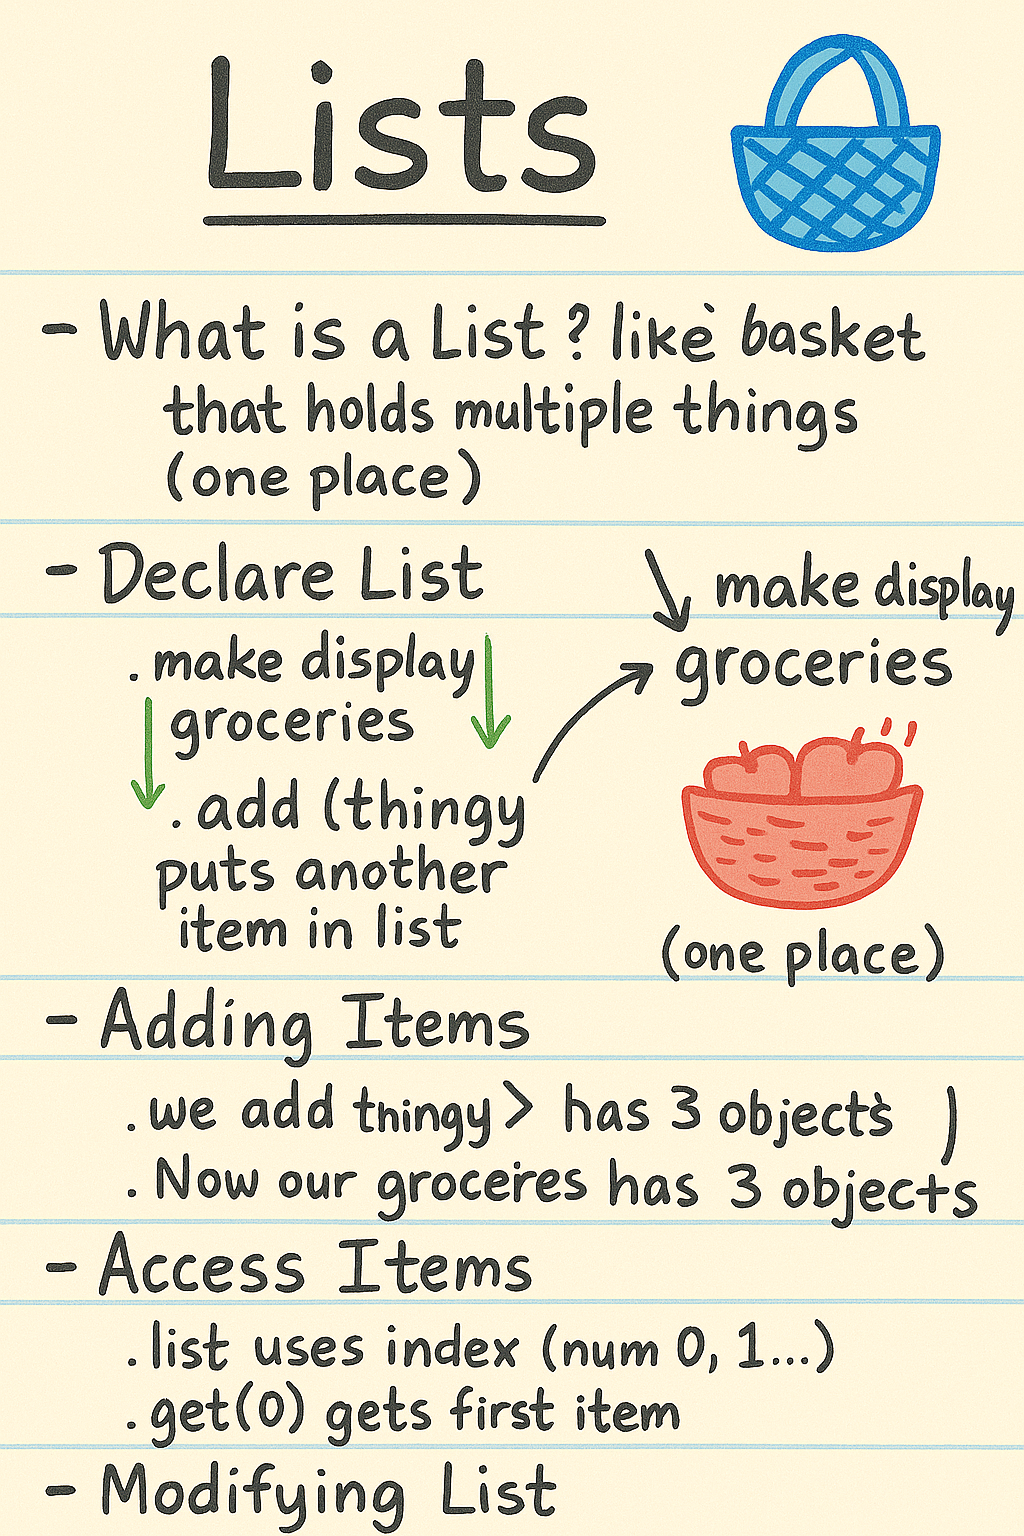 Lists
- What is a List? like basket
that holds multiple things
(one place)
- Declare List
. make display
groceries
. add (thingy
puts another
item in list
make display
groceries
(one place)
- Adding Items
. we add thingy > has 3 objects )
. Now our groceres has 3 objects
- Access Items
. list uses index (num 0, 1...)
. get(0) gets first item
- Modifying List